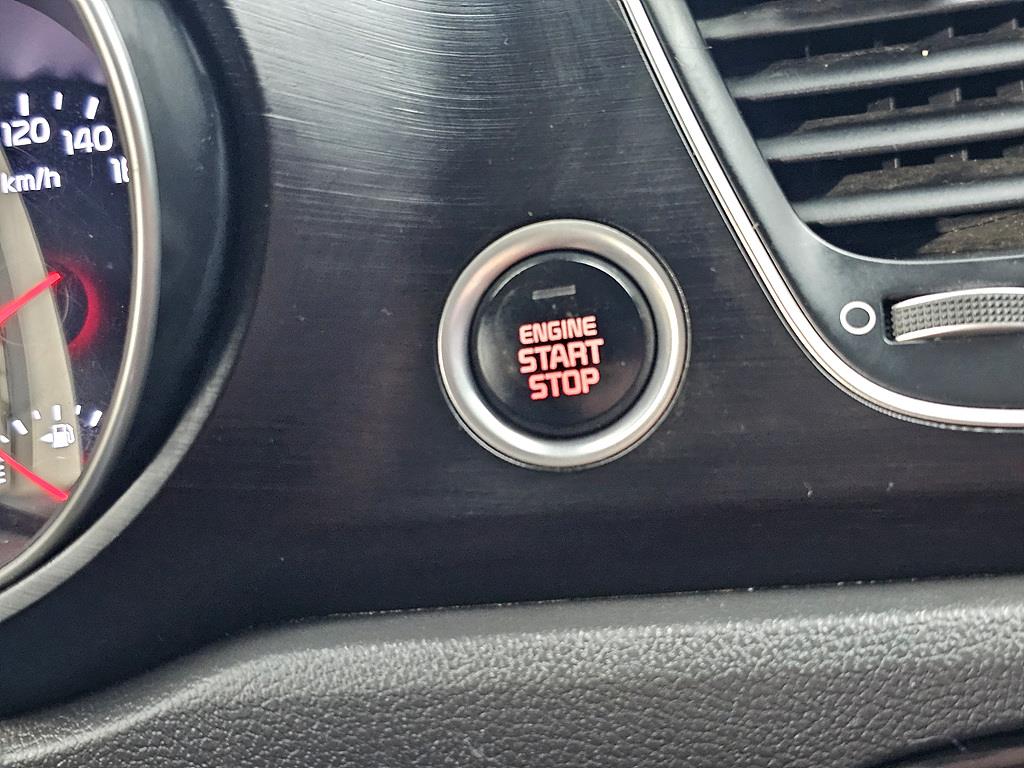 120
140
km/h
ENGINE
START
STOP